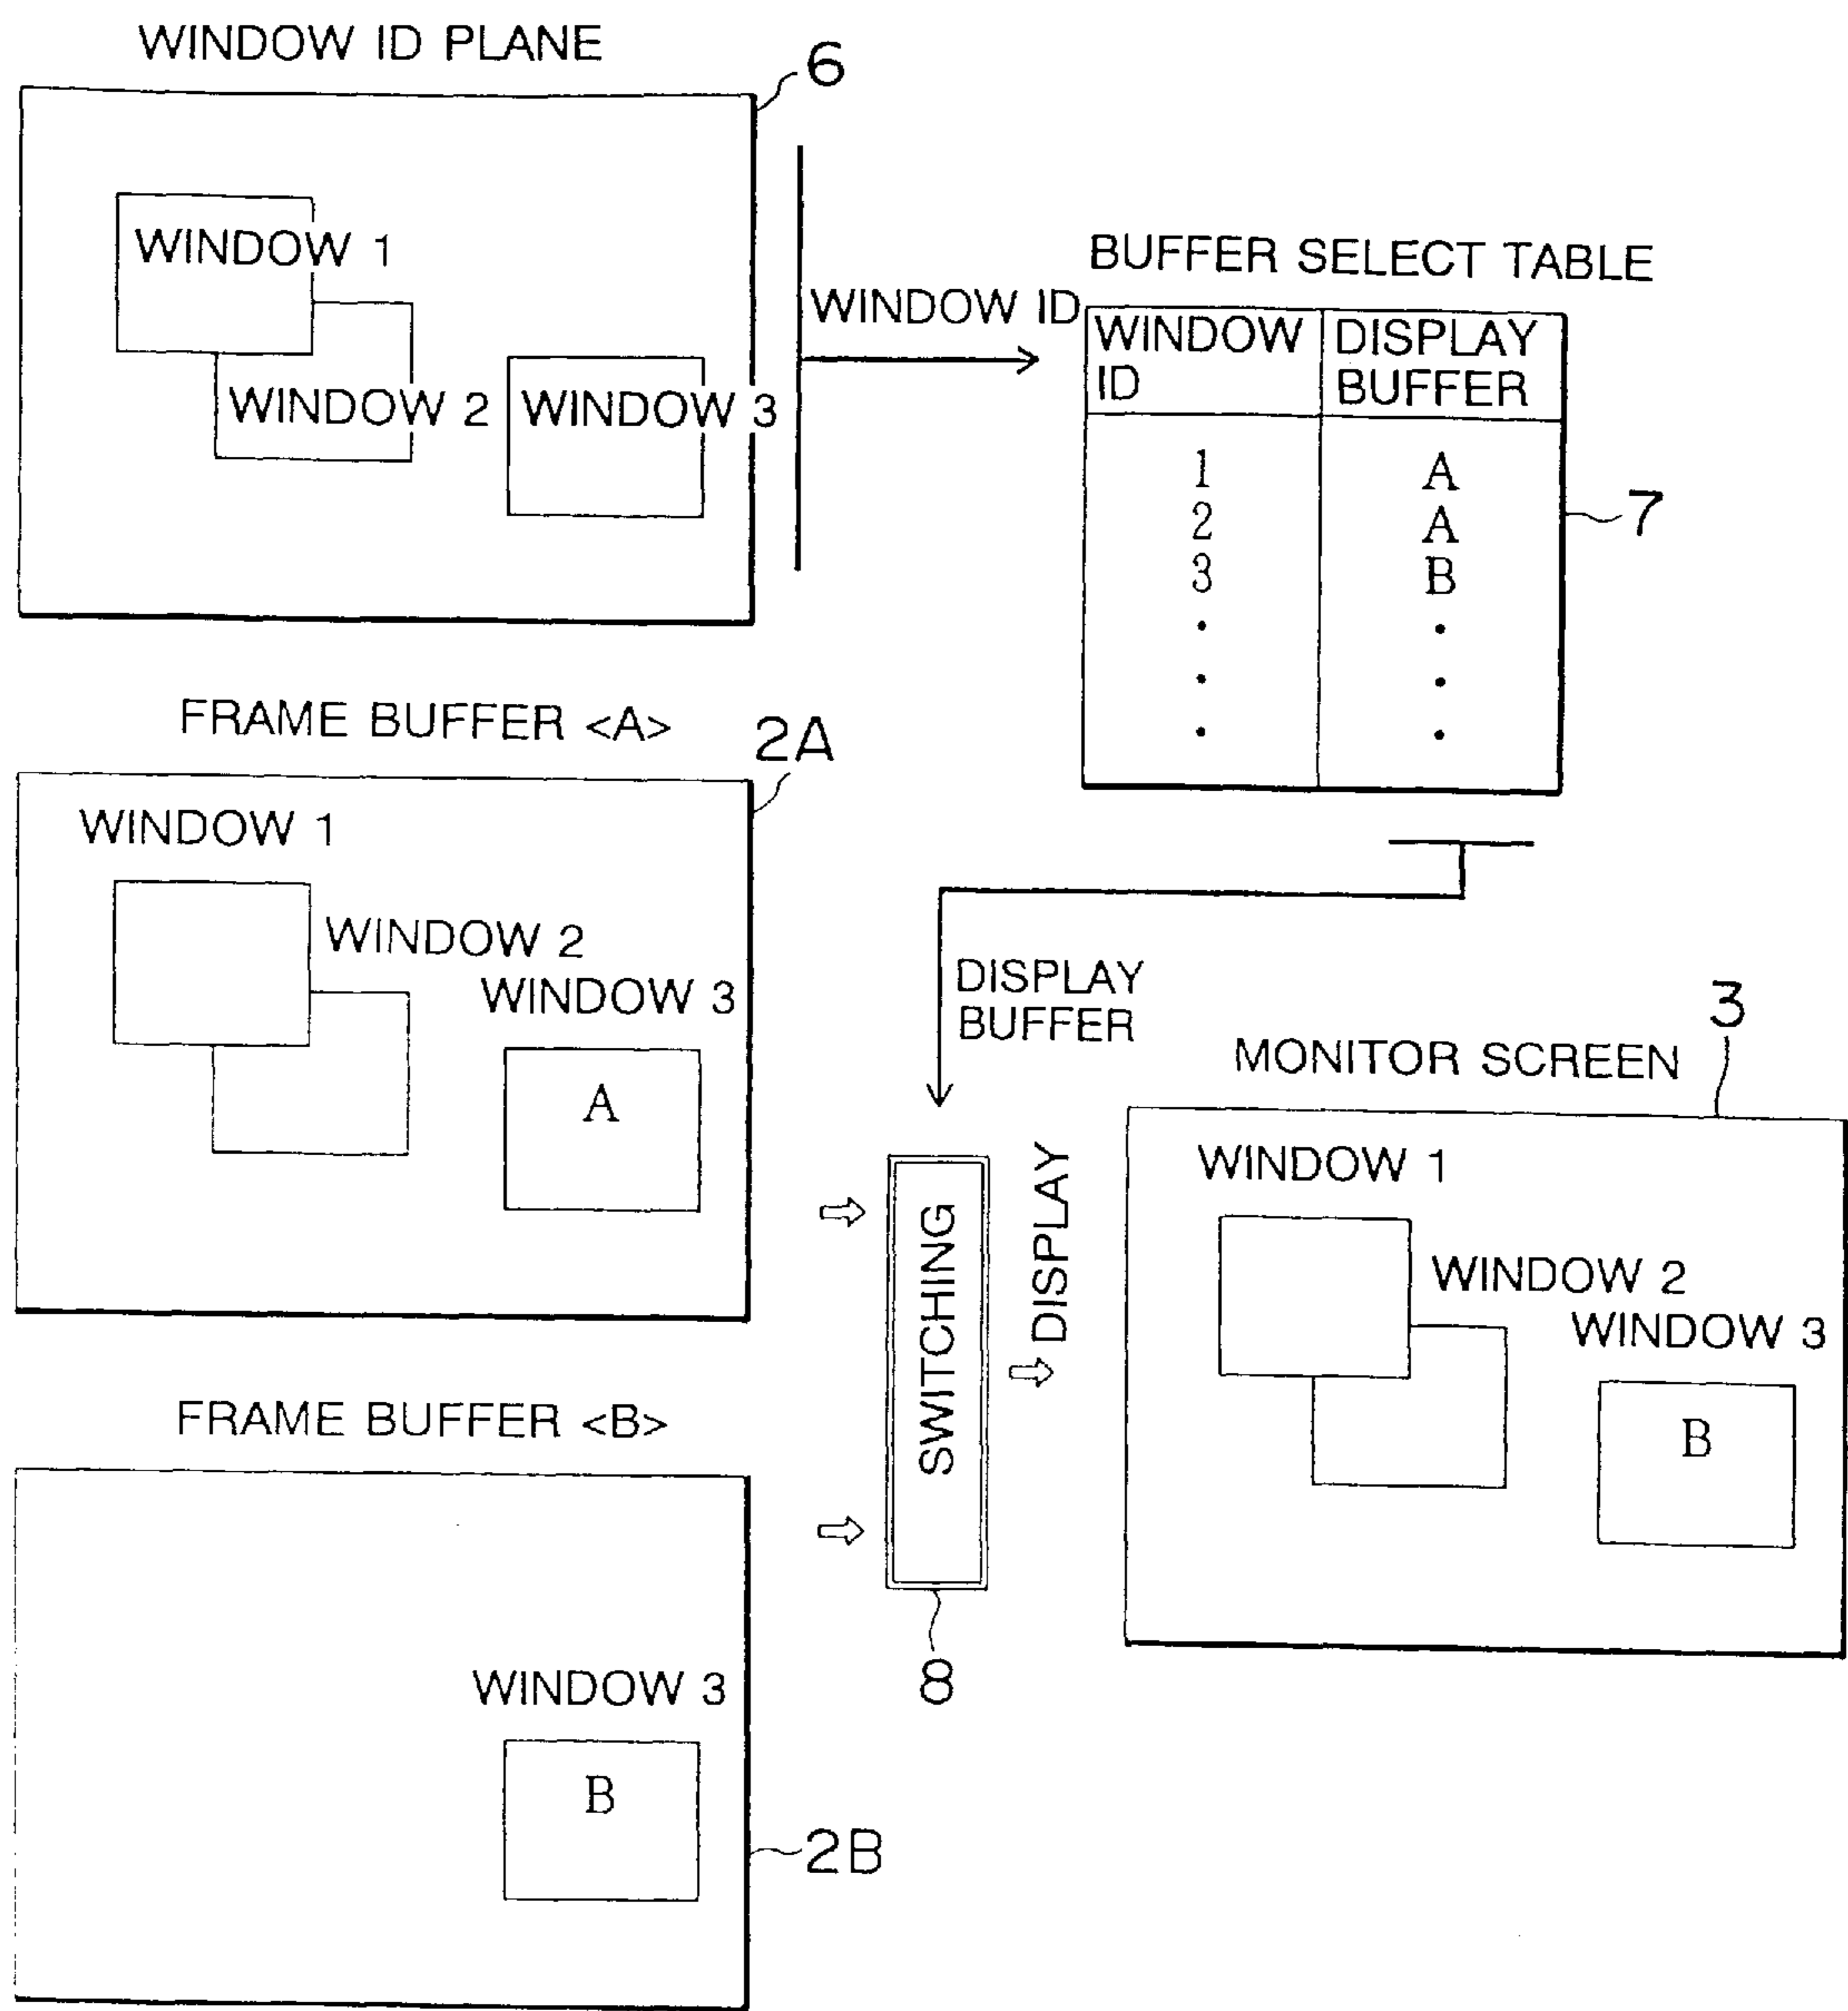 WINDOW ID PLANE
6
WINDOW 1
WINDOW 2
WINDOW 3
WINDOW ID
BUFFER SELECT TABLE
WINDOW ID
DISPLAY BUFFER
1 A
2 A
3 B
7
FRAME BUFFER <A>
2A
WINDOW 1
WINDOW 2
WINDOW 3
A
DISPLAY
BUFFER
FRAME BUFFER <B>
WINDOW 3
B
2B
SWITCHING
8
DISPLAY
MONITOR SCREEN
3
WINDOW 1
WINDOW 2
WINDOW 3
B